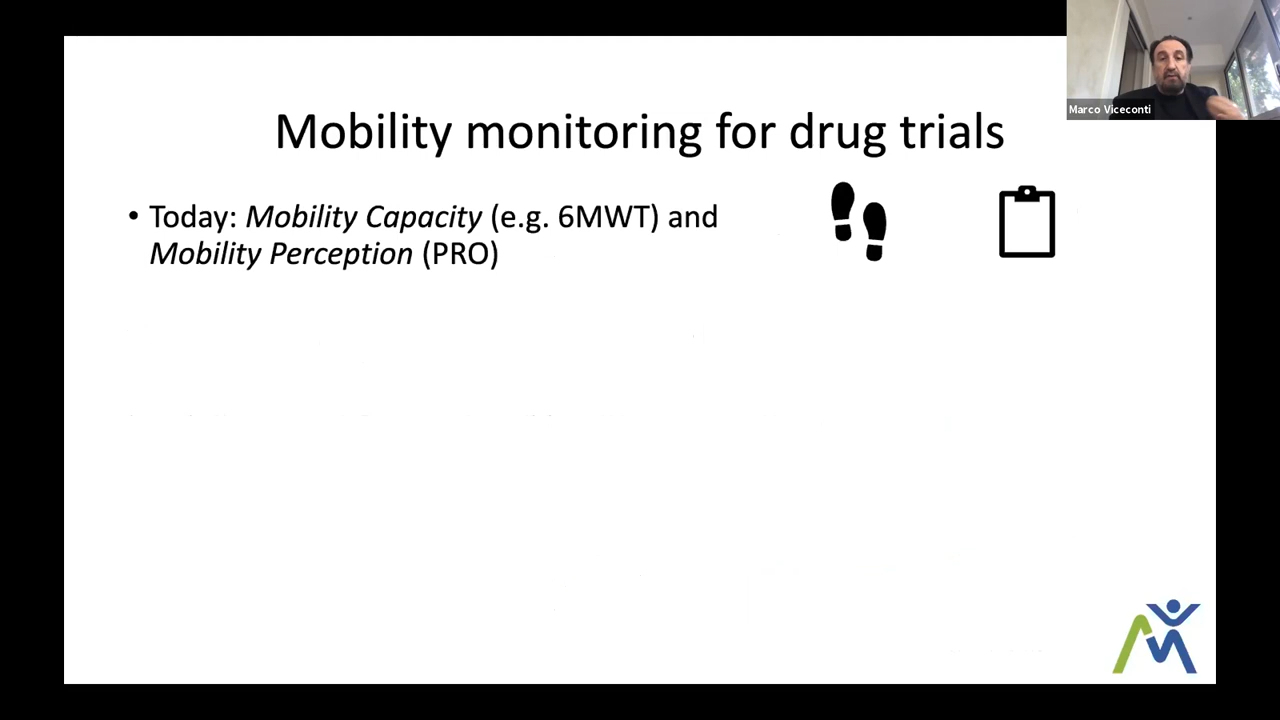 Marco Viceconti
Mobility monitoring for drug trials
• Today: Mobility Capacity (e.g. 6MWT) and
Mobility Perception (PRO)